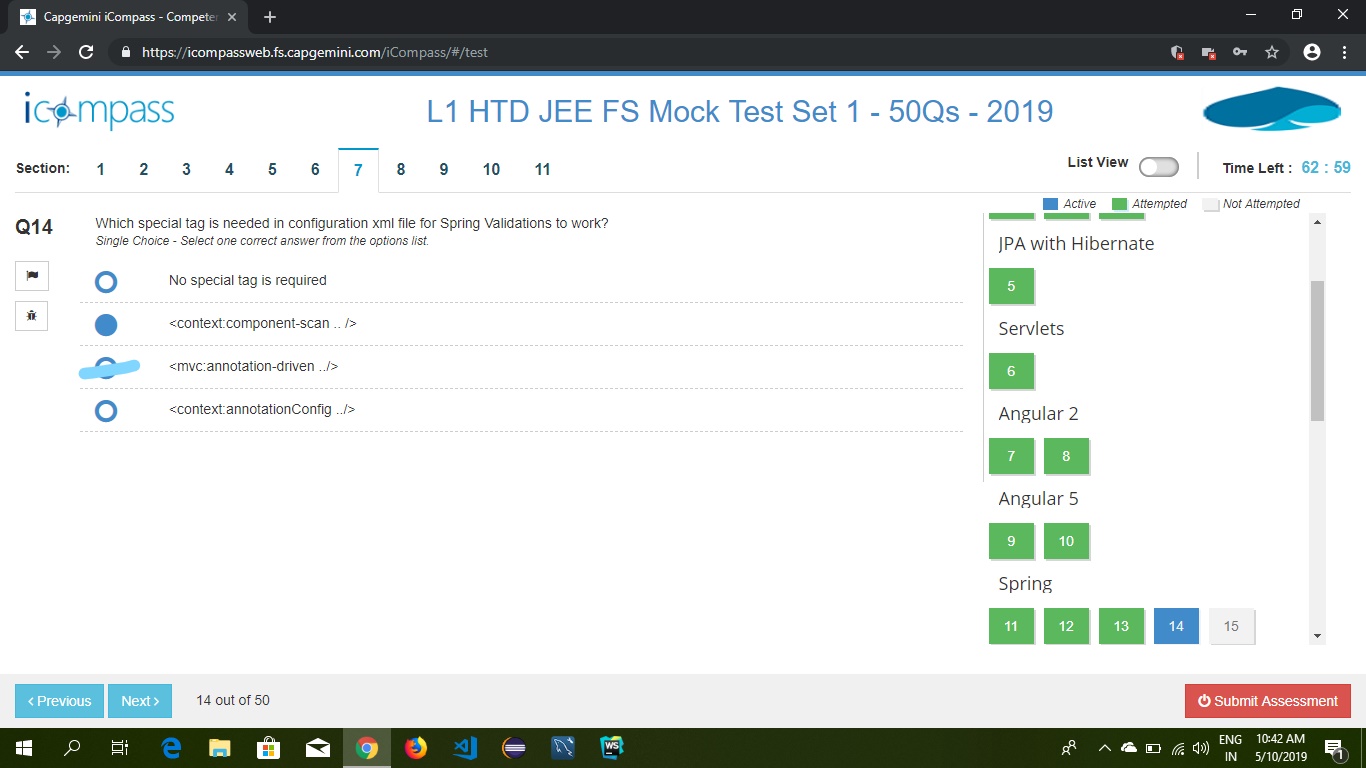 Capgemini iCompass - Competen
https://icompassweb.fs.capgemini.com/iCompass/#/test
icompass
L1 HTD JEE FS Mock Test Set 1 - 50Qs - 2019
Section: 1 2 3 4 5 6 7 8 9 10 11
List View
Time Left : 62 : 59
Active Attempted Not Attempted
Q14
Which special tag is needed in configuration xml file for Spring Validations to work?
Single Choice - Select one correct answer from the options list.
No special tag is required
<context:component-scan .. />
<mvc:annotation-driven ../>
<context:annotationConfig ../>
JPA with Hibernate
5
Servlets
6
Angular 2
7 8
Angular 5
9 10
Spring
11 12 13 14 15
Previous Next
14 out of 50
Submit Assessment
WS
ENG
IN
10:42 AM
5/10/2019
1